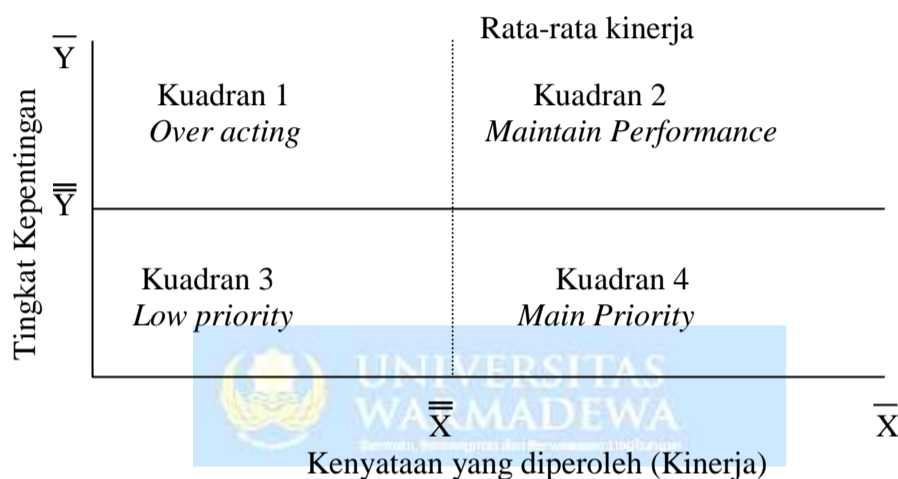 Rata-rata kinerja
Y̅
Kuadran 1
Over acting
Kuadran 2
Maintain Performance
Tingkat Kepentingan
Y̿
Kuadran 3
Low priority
Kuadran 4
Main Priority
UNIVERSITAS
WARMADEWA
X̿
X̅
Kenyataan yang diperoleh (Kinerja)